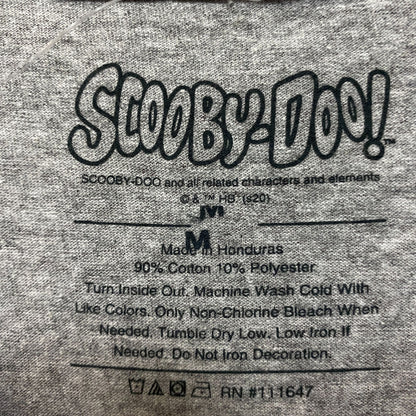 SCOOBY-DOO!™
SCOOBY-DOO and all related characters and elements
© & ™ HB. (s20)
M
M
Made in Honduras
90% Cotton 10% Polyester
Turn Inside Out. Machine Wash Cold With
Like Colors. Only Non-Chlorine Bleach When
Needed. Tumble Dry Low. Low Iron If
Needed. Do Not Iron Decoration.
RN #111647